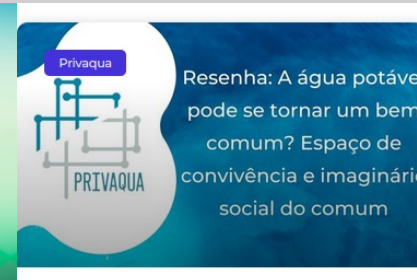 Privaqua
PRIVAQUA
Resenha: A água potáve
pode se tornar um bem
comum? Espaço de
convivência e imaginári
social do comum